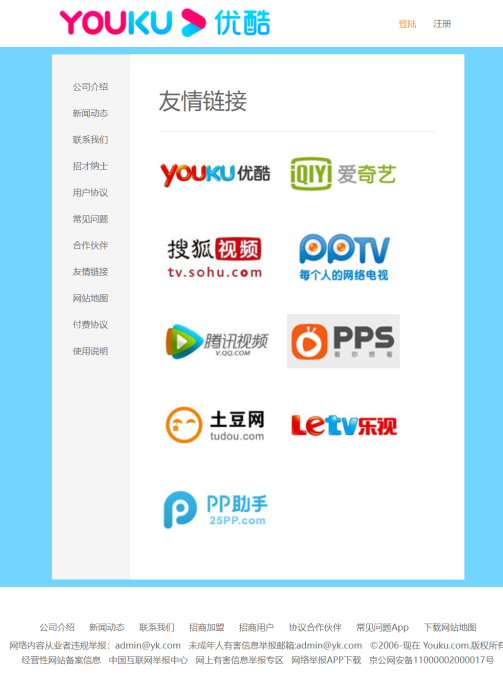 YOUKU 优酷
登陆 注册
公司介绍
新闻动态
联系我们
招才纳士
用户协议
常见问题
合作伙伴
友情链接
网站地图
付费协议
使用说明
友情链接
YOUKU 优酷
iQIYI 爱奇艺
搜狐视频
tv.sohu.com
PPTV
每个人的网络电视
腾讯视频
V.QQ.COM
PPS
看你想看
土豆网
tudou.com
Letv乐视
PP助手
25PP.com
公司介绍 新闻动态 联系我们 招商加盟 招商用户 协议合作伙伴 常见问题App 下载网站地图
网络内容从业者违规举报：admin@yk.com 未成年人有害信息举报邮箱:admin@yk.com ©2006-现在 Youku.com.版权所有
经营性网站备案信息 中国互联网举报中心 网上有害信息举报专区 网络举报APP下载 京公网安备11000002000017号